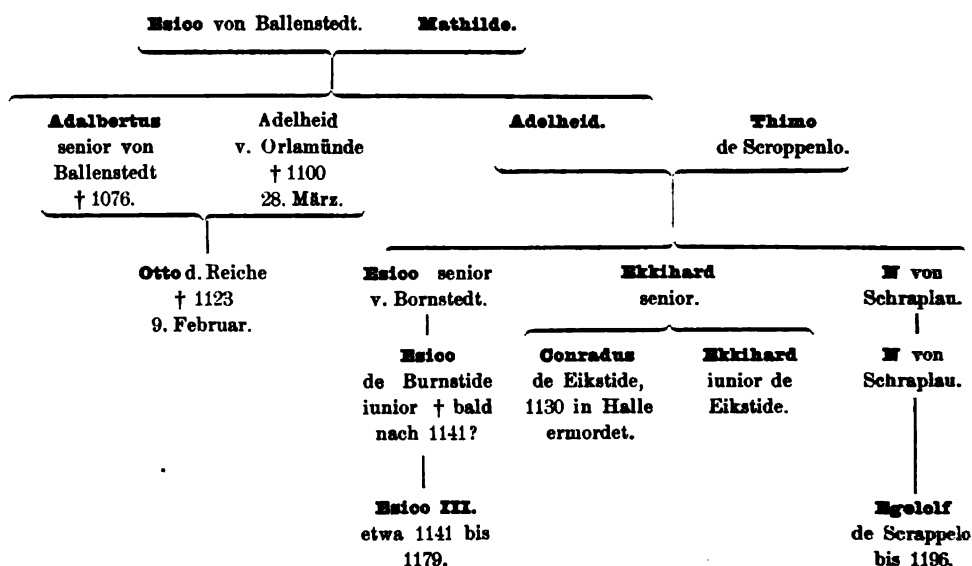 Esico von Ballenstedt. Mathilde.
Adalbertus
senior von
Ballenstedt
† 1076.
Adelheid
v. Orlamünde
† 1100
28. März.
Adelheid.
Thimo
de Scroppenlo.
Otto d. Reiche
† 1123
9. Februar.
Esico senior
v. Bornstedt.
Ekkihard
senior.
N von
Schraplau.
Esico
de Burnstide
iunior † bald
nach 1141?
Conradus
de Eikstide,
1130 in Halle
ermordet.
Ekkihard
iunior de
Eikstide.
N von
Schraplau.
Esico III.
etwa 1141 bis
1179.
Egelolf
de Scrappelo
bis 1196.